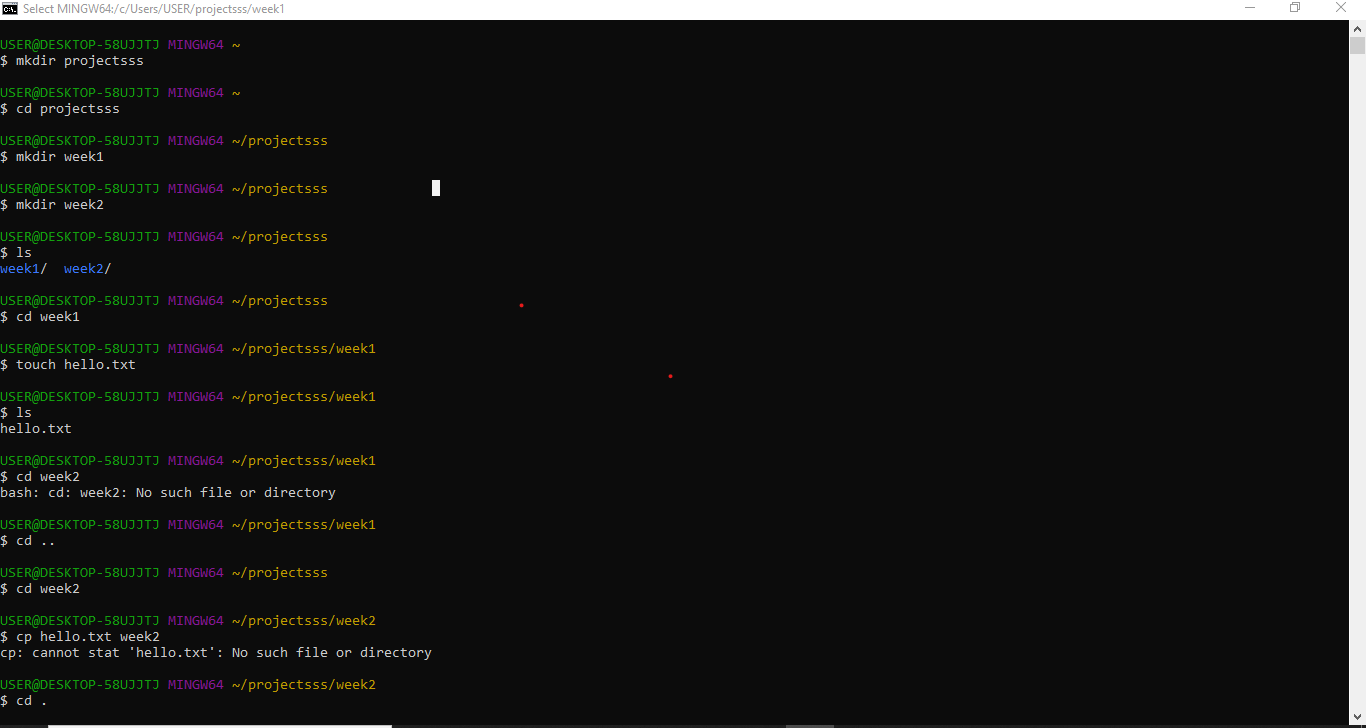 Select MINGW64:/c/Users/USER/projectsss/week1
USER@DESKTOP-58UJJTJ MINGW64 ~
$ mkdir projectsss
USER@DESKTOP-58UJJTJ MINGW64 ~
$ cd projectsss
USER@DESKTOP-58UJJTJ MINGW64 ~/projectsss
$ mkdir week1
USER@DESKTOP-58UJJTJ MINGW64 ~/projectsss
$ mkdir week2
USER@DESKTOP-58UJJTJ MINGW64 ~/projectsss
$ ls
week1/  week2/
USER@DESKTOP-58UJJTJ MINGW64 ~/projectsss
$ cd week1
USER@DESKTOP-58UJJTJ MINGW64 ~/projectsss/week1
$ touch hello.txt
USER@DESKTOP-58UJJTJ MINGW64 ~/projectsss/week1
$ ls
hello.txt
USER@DESKTOP-58UJJTJ MINGW64 ~/projectsss/week1
$ cd week2
bash: cd: week2: No such file or directory
USER@DESKTOP-58UJJTJ MINGW64 ~/projectsss/week1
$ cd ..
USER@DESKTOP-58UJJTJ MINGW64 ~/projectsss
$ cd week2
USER@DESKTOP-58UJJTJ MINGW64 ~/projectsss/week2
$ cp hello.txt week2
cp: cannot stat 'hello.txt': No such file or directory
USER@DESKTOP-58UJJTJ MINGW64 ~/projectsss/week2
$ cd .